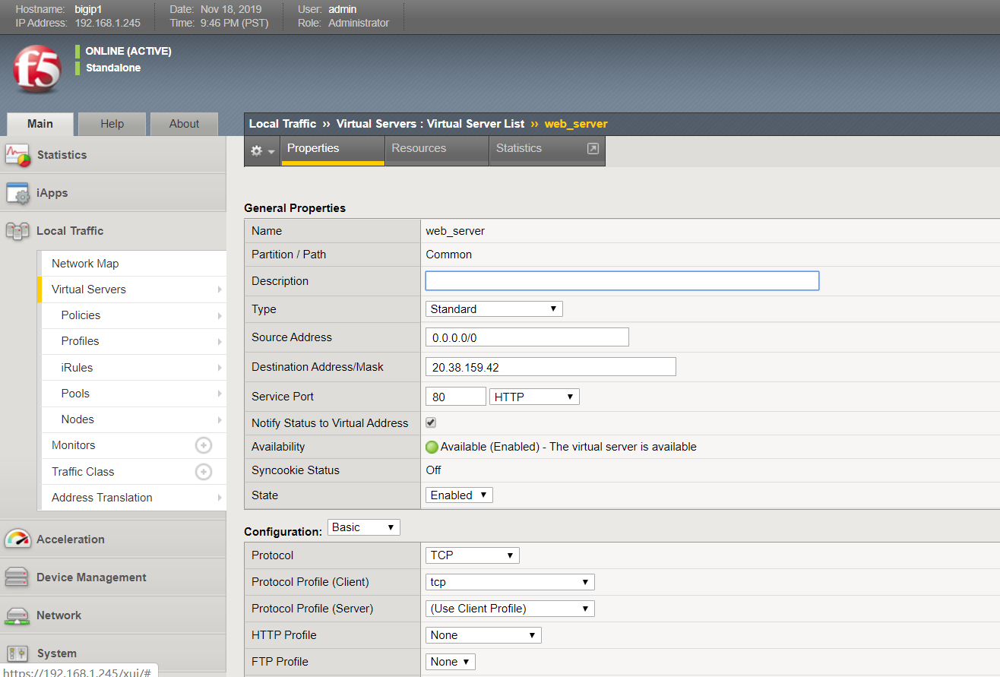 Hostname: bigip1 Date: Nov 18, 2019 User: admin
IP Address: 192.168.1.245 Time: 9:46 PM (PST) Role: Administrator
f5
ONLINE (ACTIVE)
Standalone
Main Help About
Local Traffic ›› Virtual Servers : Virtual Server List ›› web_server
Properties Resources Statistics
Statistics
iApps
Local Traffic
Network Map
Virtual Servers
Policies
Profiles
iRules
Pools
Nodes
Monitors
Traffic Class
Address Translation
Acceleration
Device Management
Network
System
https://192.168.1.245/xui/#
General Properties
Name web_server
Partition / Path Common
Description
Type Standard
Source Address 0.0.0.0/0
Destination Address/Mask 20.38.159.42
Service Port 80 HTTP
Notify Status to Virtual Address
Availability Available (Enabled) - The virtual server is available
Syncookie Status Off
State Enabled
Configuration: Basic
Protocol TCP
Protocol Profile (Client) tcp
Protocol Profile (Server) (Use Client Profile)
HTTP Profile None
FTP Profile None